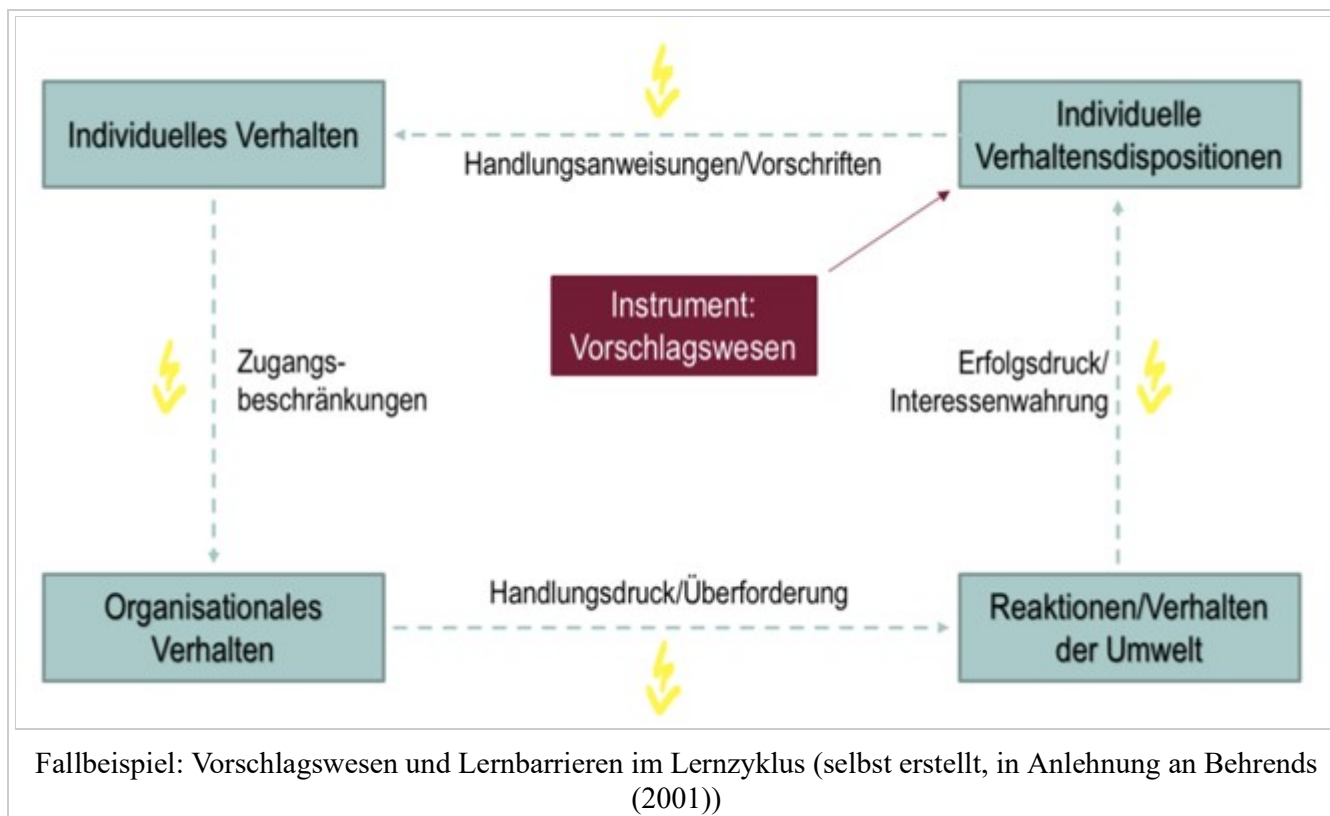 Individuelles Verhalten
Individuelle
Verhaltensdispositionen
Handlungsanweisungen/Vorschriften
Instrument:
Vorschlagswesen
Zugangs-
beschränkungen
Erfolgsdruck/
Interessenwahrung
Organisationales
Verhalten
Handlungsdruck/Überforderung
Reaktionen/Verhalten
der Umwelt
Fallbeispiel: Vorschlagswesen und Lernbarrieren im Lernzyklus (selbst erstellt, in Anlehnung an Behrends
(2001))